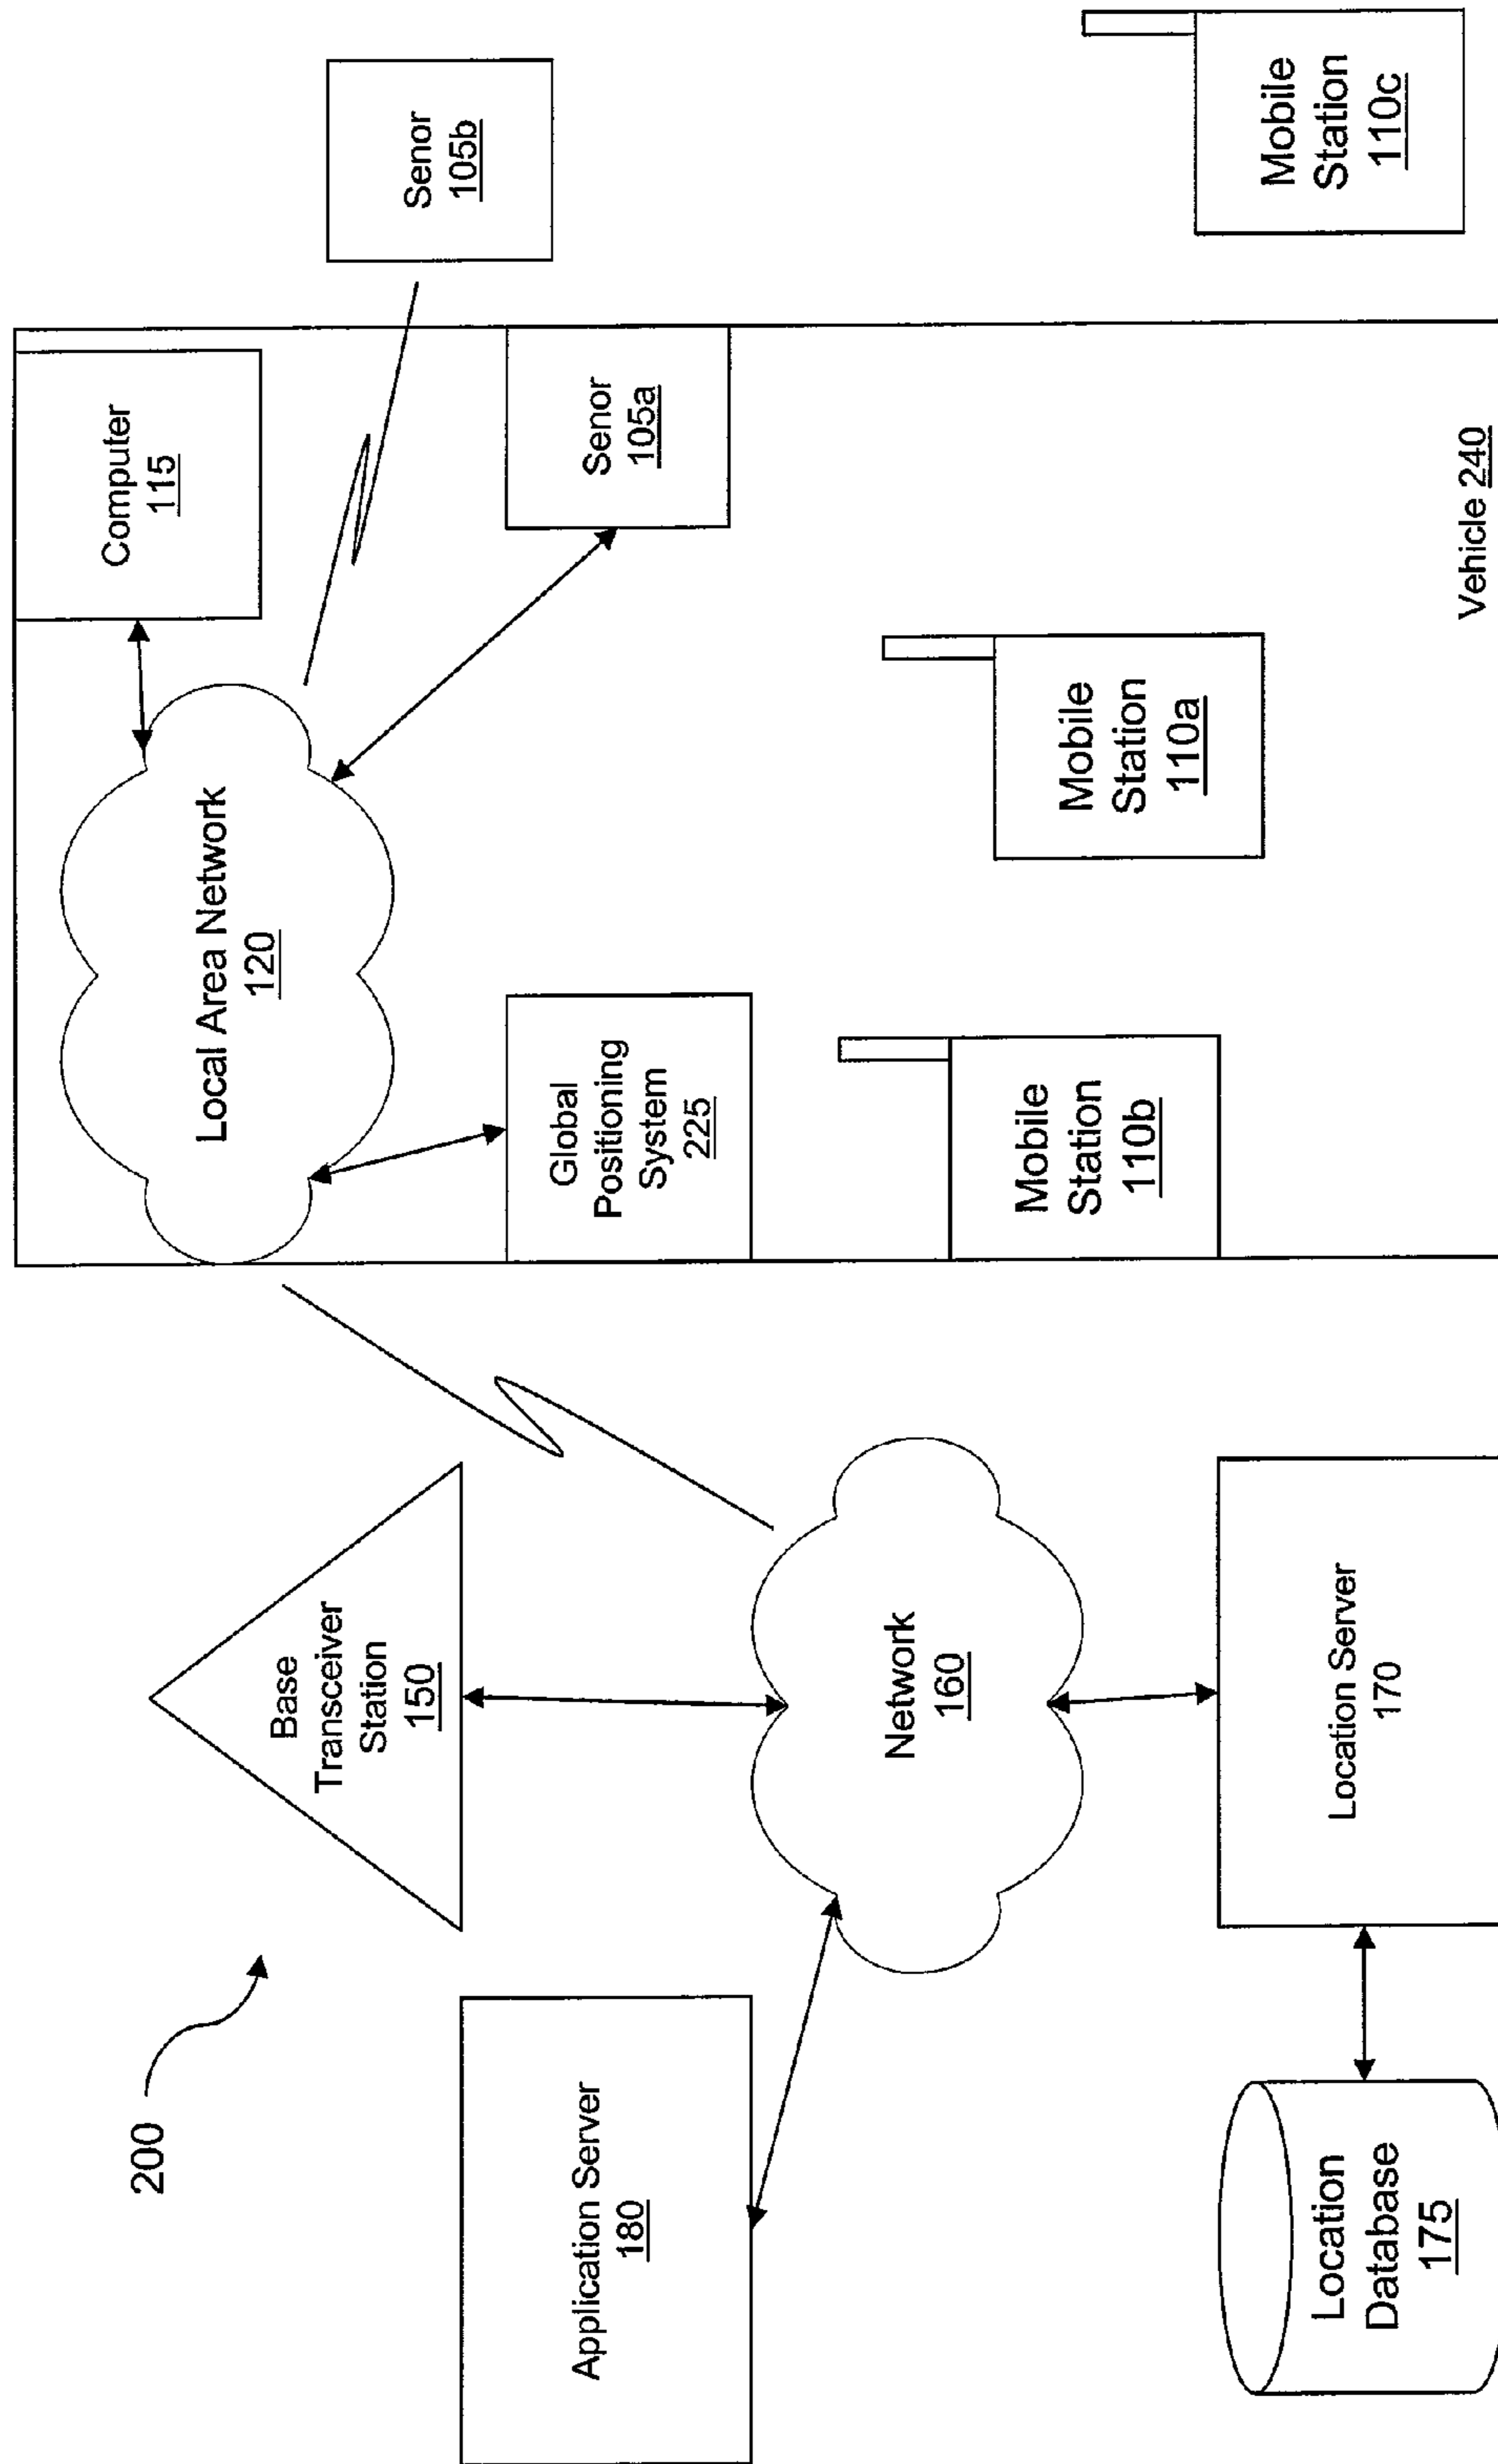 200
Application Server
180
Base
Transceiver
Station
150
Network
160
Location
Database
175
Location Server
170
Local Area Network
120
Computer
115
Global
Positioning
System
225
Senor
105a
Senor
105b
Mobile
Station
110b
Mobile
Station
110a
Mobile
Station
110c
Vehicle 240